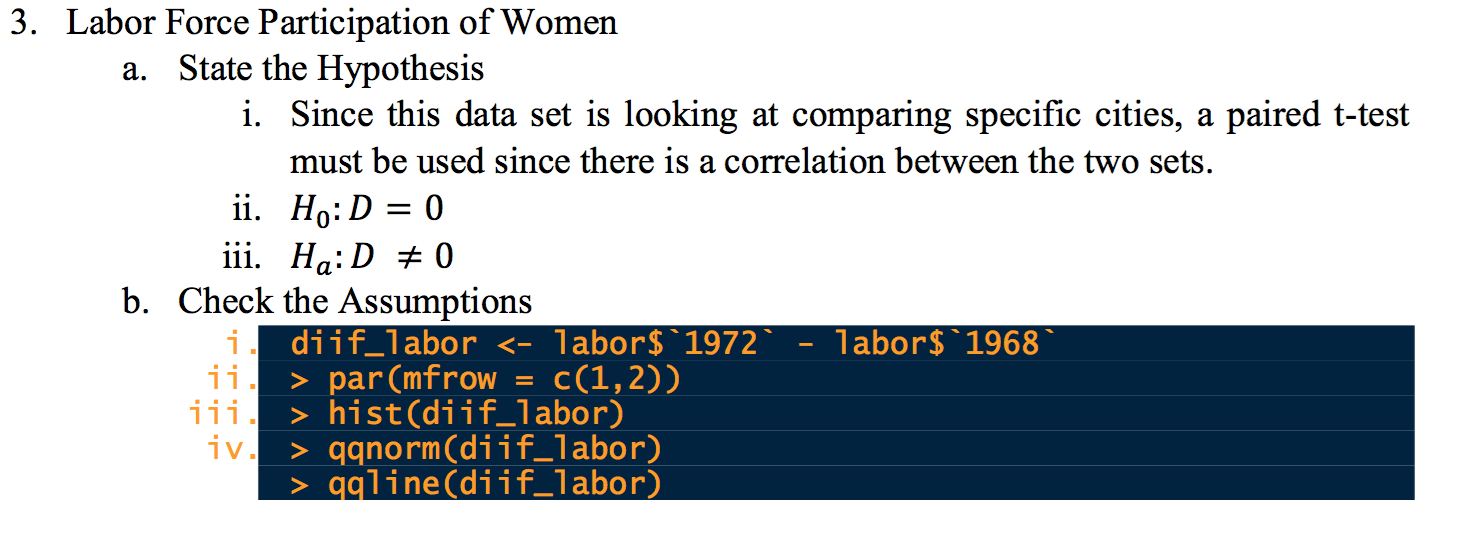 3. Labor Force Participation of Women
a. State the Hypothesis
i. Since this data set is looking at comparing specific cities, a paired t-test
must be used since there is a correlation between the two sets.
ii. H₀: D = 0
iii. Hₐ: D ≠ 0
b. Check the Assumptions
i. diif_labor <- labor$`1972` - labor$`1968`
ii. > par(mfrow = c(1,2))
iii. > hist(diif_labor)
iv. > qqnorm(diif_labor)
> qqline(diif_labor)